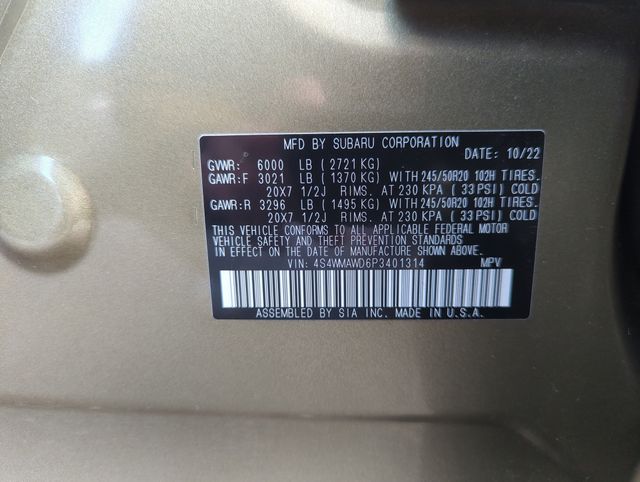 MFD BY SUBARU CORPORATION
DATE: 10/22
GVWR: 6000 LB ( 2721 KG)
GAWR:F 3021 LB ( 1370 KG) WITH 245/50R20 102H TIRES.
20X7 1/2J RIMS. AT 230 KPA ( 33 PSI) COLD
GAWR:R 3296 LB ( 1495 KG) WITH 245/50R20 102H TIRES.
20X7 1/2J RIMS. AT 230 KPA ( 33 PSI) COLD
THIS VEHICLE CONFORMS TO ALL APPLICABLE FEDERAL MOTOR
VEHICLE SAFETY AND THEFT PREVENTION STANDARDS
IN EFFECT ON THE DATE OF MANUFACTURE SHOWN ABOVE.
VIN: 4S4WMAWD6P3401314 MPV
ASSEMBLED BY SIA INC. MADE IN U.S.A.